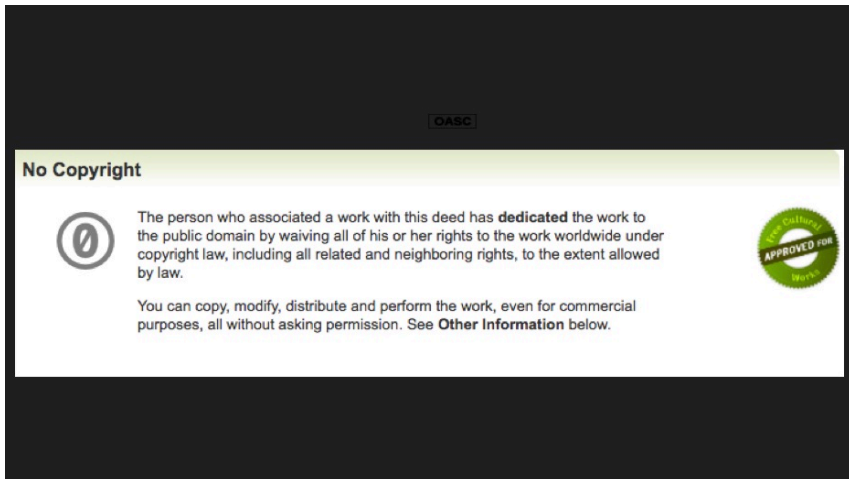 OASC
No Copyright
The person who associated a work with this deed has dedicated the work to
the public domain by waiving all of his or her rights to the work worldwide under
copyright law, including all related and neighboring rights, to the extent allowed
by law.
You can copy, modify, distribute and perform the work, even for commercial
purposes, all without asking permission. See Other Information below.
Free Cultural
APPROVED FOR
Works